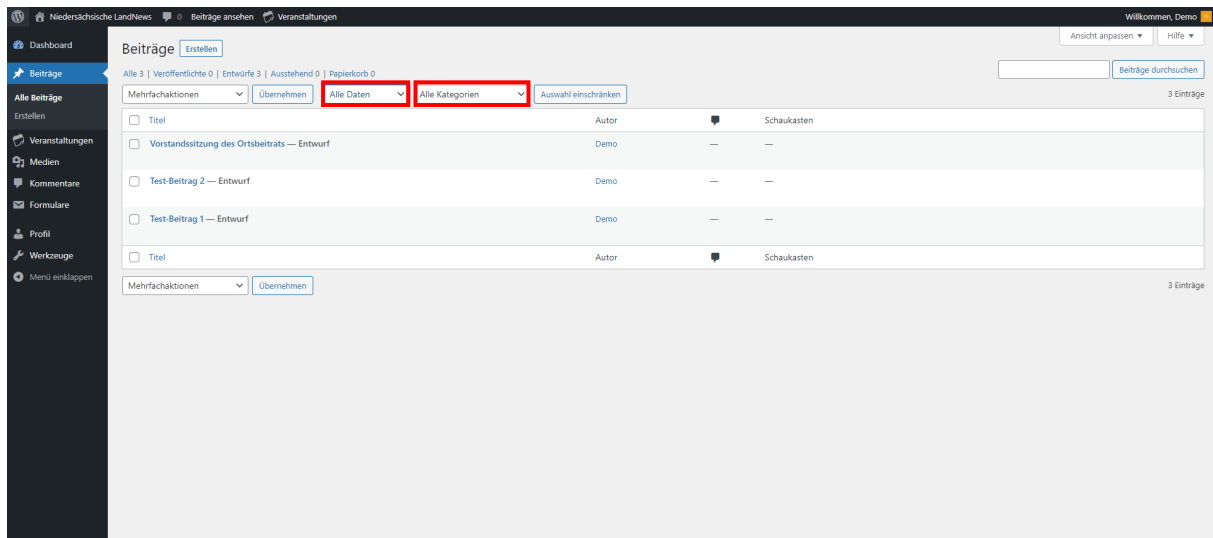 Niedersächsische LandNews 0 Beiträge ansehen Veranstaltungen Willkommen, Demo
Dashboard
Beiträge
Alle Beiträge
Erstellen
Veranstaltungen
Medien
Kommentare
Formulare
Profil
Werkzeuge
Menü einklappen
Ansicht anpassen ▼ Hilfe ▼
Beiträge Erstellen
Alle 3 | Veröffentlichte 0 | Entwürfe 3 | Ausstehend 0 | Papierkorb 0
Beiträge durchsuchen
Mehrfachaktionen Übernehmen Alle Daten Alle Kategorien Auswahl einschränken 3 Einträge
Titel Autor Schaukasten
Vorstandssitzung des Ortsbeitrats — Entwurf Demo — —
Test-Beitrag 2 — Entwurf Demo — —
Test-Beitrag 1 — Entwurf Demo — —
Titel Autor Schaukasten
Mehrfachaktionen Übernehmen 3 Einträge